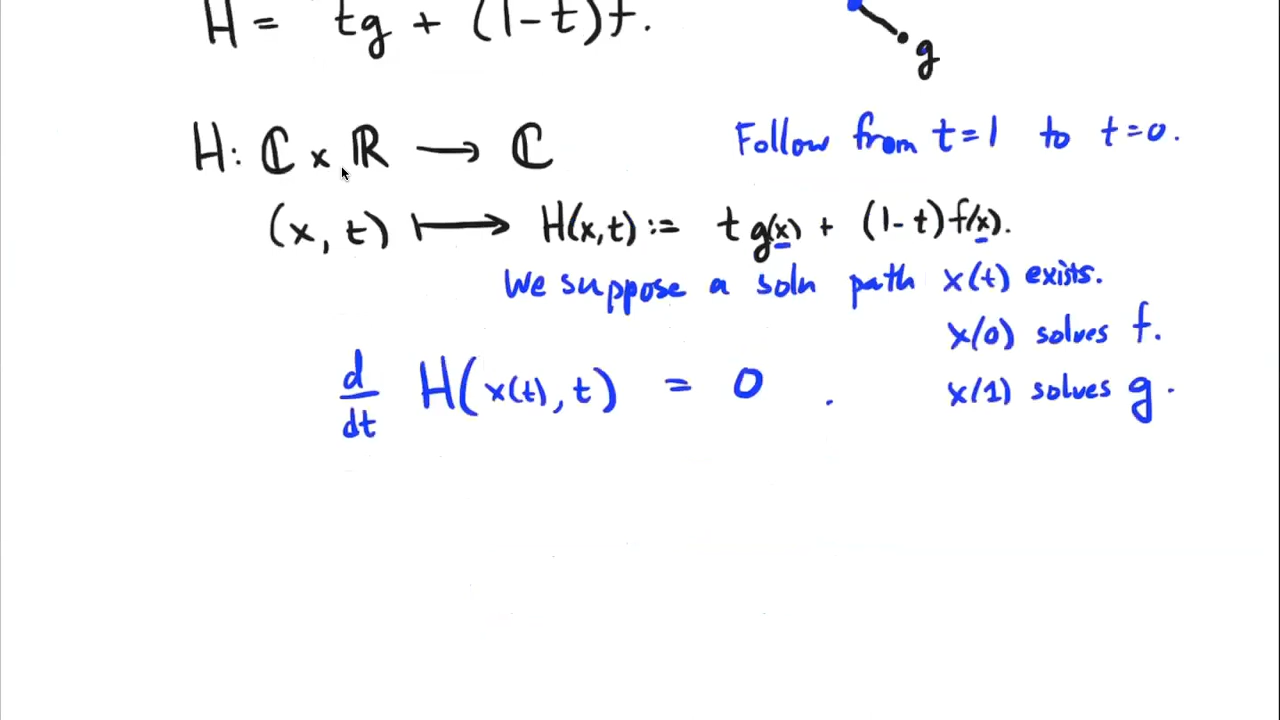 H = tg + (1-t)f.
g
H: ℂ × ℝ → ℂ
Follow from t=1 to t=0.
(x, t) ⟼ H(x,t) := t g(x) + (1-t)f(x).
We suppose a soln path x(t) exists.
x(0) solves f.
d/dt H(x(t), t) = 0 .
x(1) solves g.